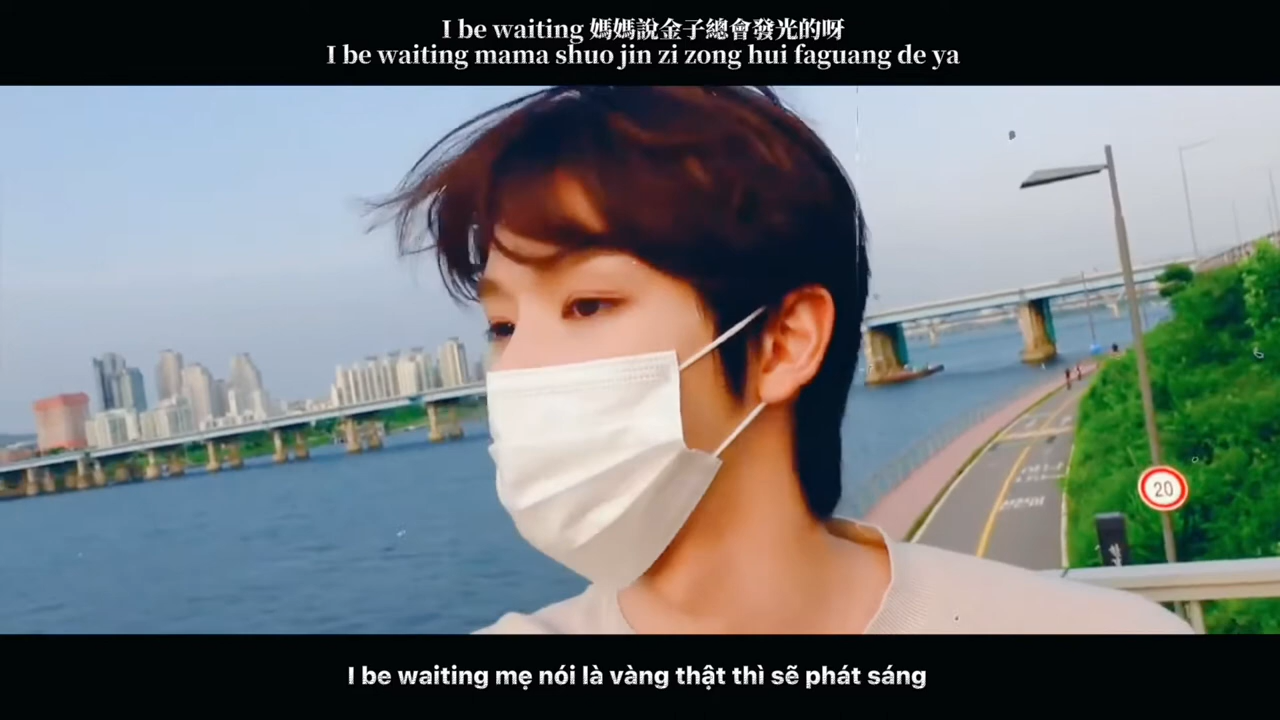 I be waiting 媽媽說金子總會發光的呀
I be waiting mama shuo jin zi zong hui faguang de ya
20
I be waiting mẹ nói là vàng thật thì sẽ phát sáng